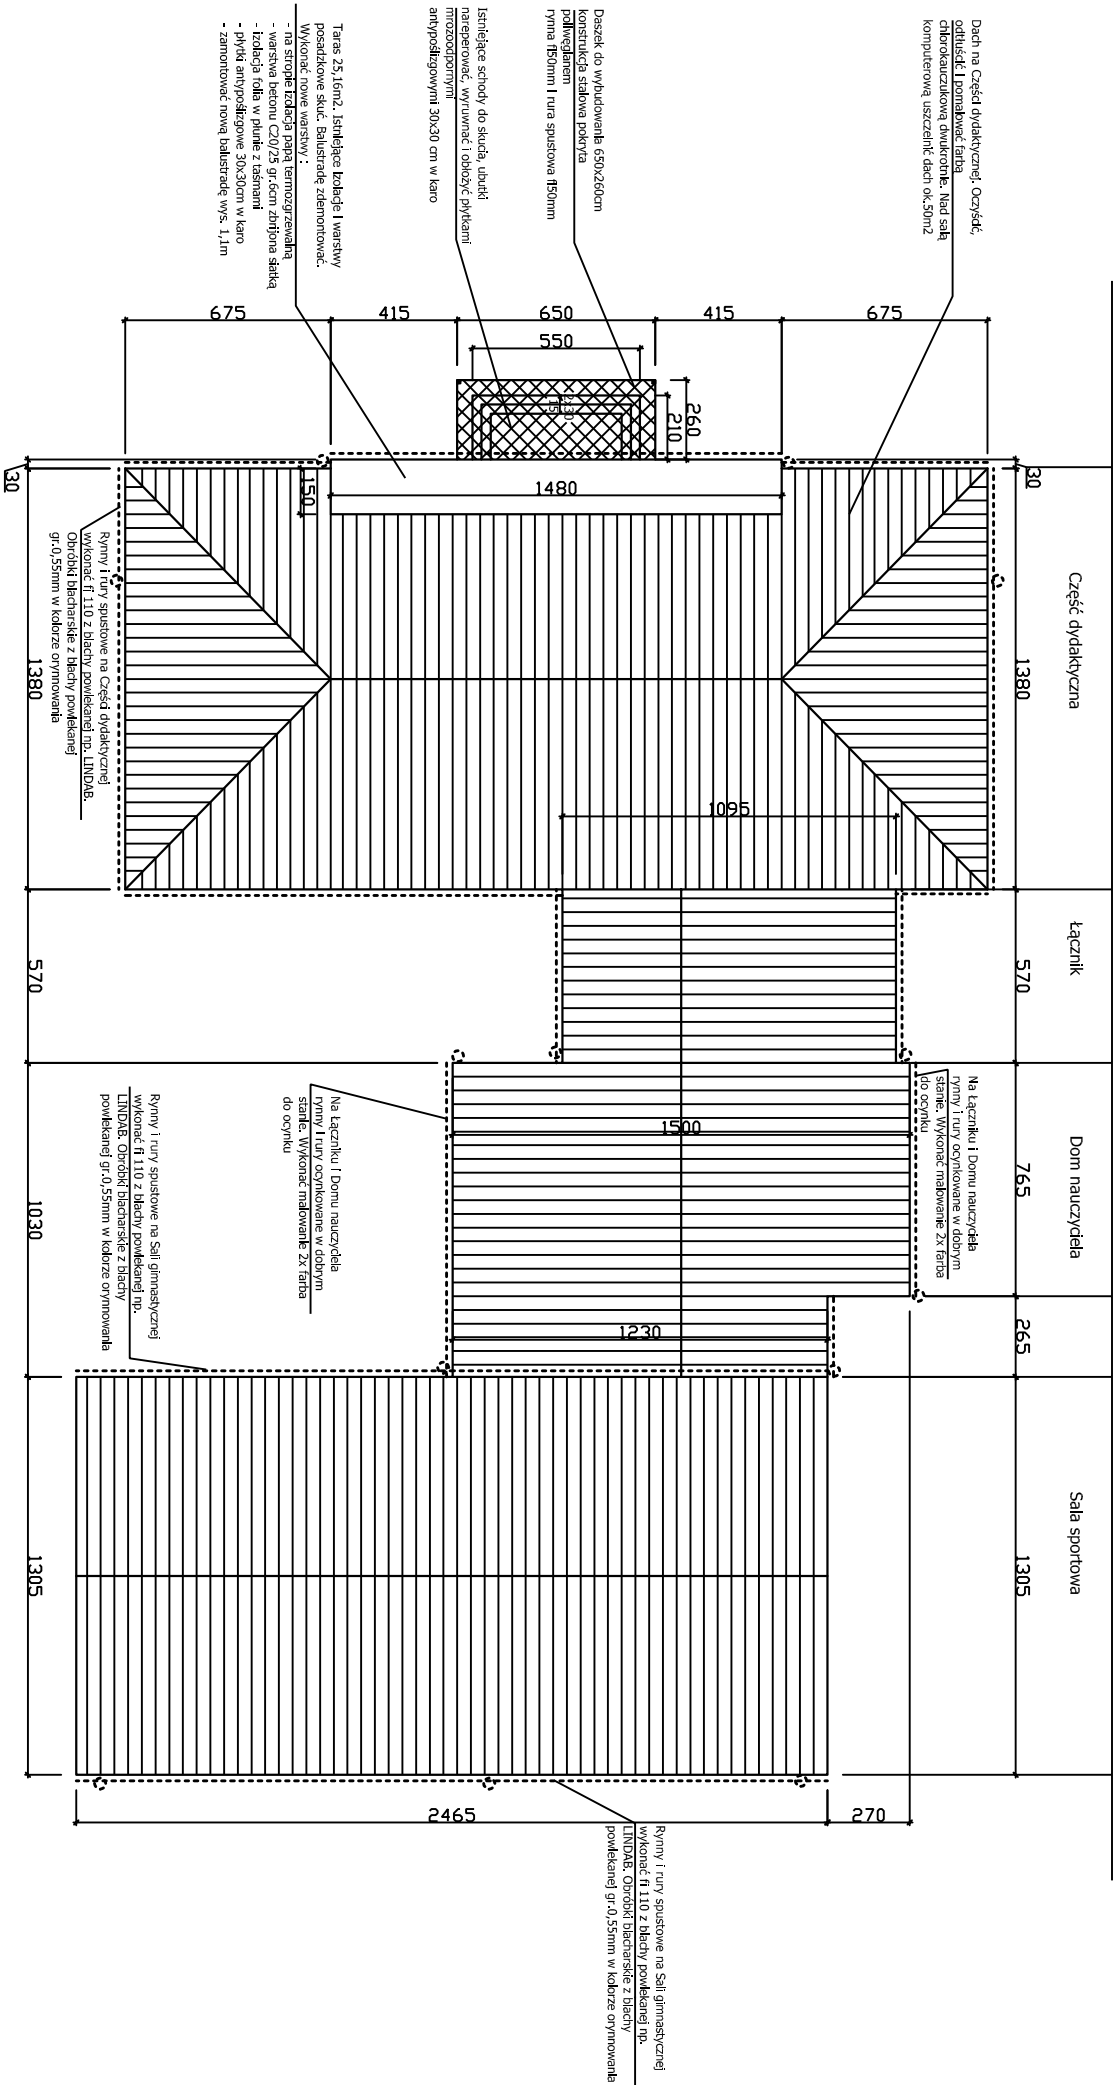 Część dydaktyczna
Łącznik
Dom nauczyciela
Sala sportowa
30
1380
570
765
265
1305
Dach na Części dydaktycznej. Oczyścić,
odtłuścić i pomalować farbą
chlorokauczukową dwukrotnie. Nad salą
komputerową uszczelnić dach ok.50m2
Daszek do wybudowania 650x260cm
konstrukcja stalowa pokryta
poliwęglanem
rynna fi50mm i rura spustowa fi50mm
Istniejące schody do skucia, ubutki
nareperować, wyruwnać i obłożyć płytkami
mrozoodpornymi
antypoślizgowymi 30x30 cm w karo
Taras 25,16m2. Istniejące izolacje i warstwy
posadzkowe skuć. Balustradę zdemontować.
Wykonać nowe warstwy :
- na stropie izolacja papą termozgrzewalną
- warstwa betonu C20/25 gr.6cm zbrijona siatką
- izolacja folia w płunie z taśmami
- płytki antypoślizgowe 30x30cm w karo
- zamontować nową balustradę wys. 1,1m
675
415
650
415
675
550
260
210
2x30
15
1480
150
1095
Na Łączniku i Domu nauczyciela
rynny i rury ocynkowane w dobrym
stanie. Wykonać malowanie 2x farba
do ocynku
1500
1230
Na Łączniku i Domu nauczyciela
rynny i rury ocynkowane w dobrym
stanie. Wykonać malowanie 2x farba
do ocynku
Rynny i rury spustowe na Części dydaktycznej
wykonać fi 110 z blachy powlekanej np. LINDAB.
Obróbki blacharskie z blachy powlekanej
gr.0,55mm w kolorze orynnowania
Rynny i rury spustowe na Sali gimnastycznej
wykonać fi 110 z blachy powlekanej np.
LINDAB. Obróbki blacharskie z blachy
powlekanej gr.0,55mm w kolorze orynnowania
Rynny i rury spustowe na Sali gimnastycznej
wykonać fi 110 z blachy powlekanej np.
LINDAB. Obróbki blacharskie z blachy
powlekanej gr.0,55mm w kolorze orynnowania
270
2465
30
1380
570
1030
1305